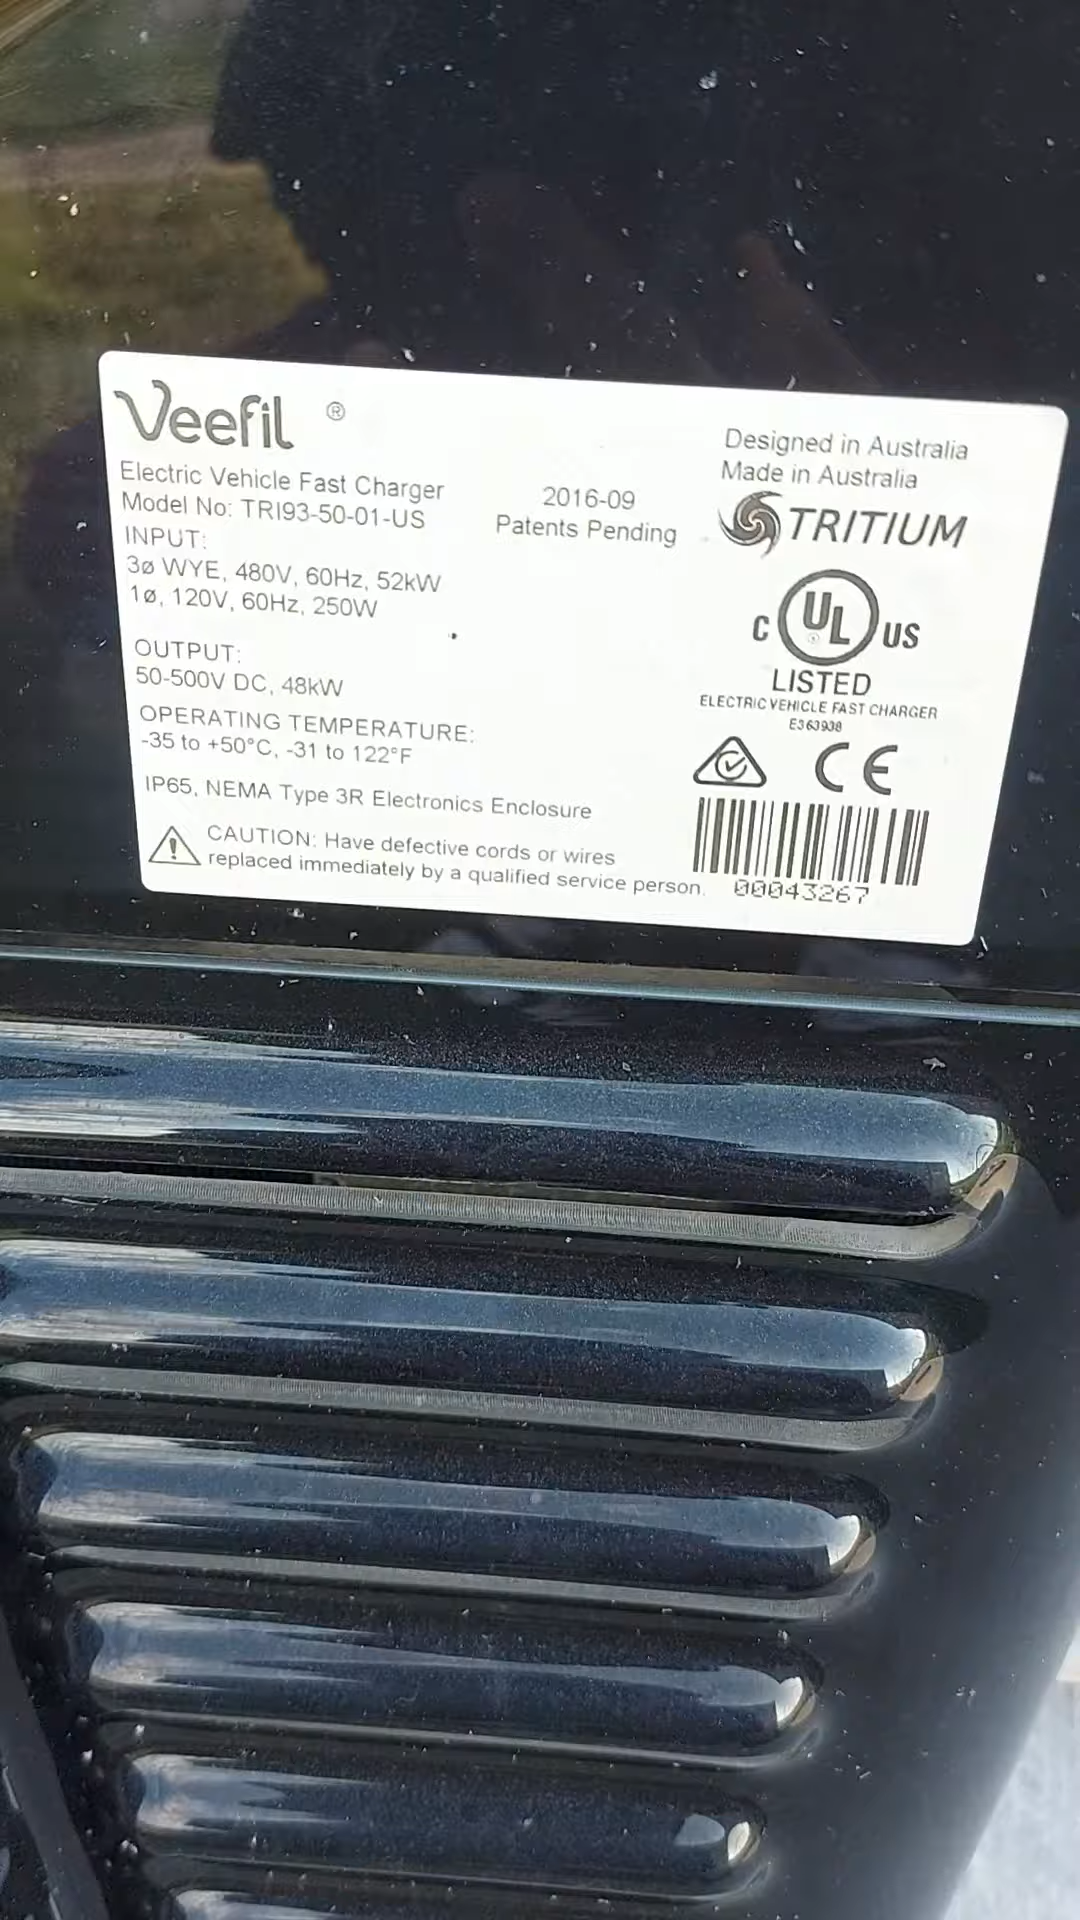 Veefil ®
Electric Vehicle Fast Charger
Model No: TRI93-50-01-US
INPUT:
3ø WYE, 480V, 60Hz, 52kW
1ø, 120V, 60Hz, 250W
OUTPUT:
50-500V DC, 48kW
OPERATING TEMPERATURE:
-35 to +50°C, -31 to 122°F
IP65, NEMA Type 3R Electronics Enclosure
CAUTION: Have defective cords or wires
replaced immediately by a qualified service person.
2016-09
Patents Pending
Designed in Australia
Made in Australia
TRITIUM
C UL US
LISTED
ELECTRIC VEHICLE FAST CHARGER
E363938
CE
00043267